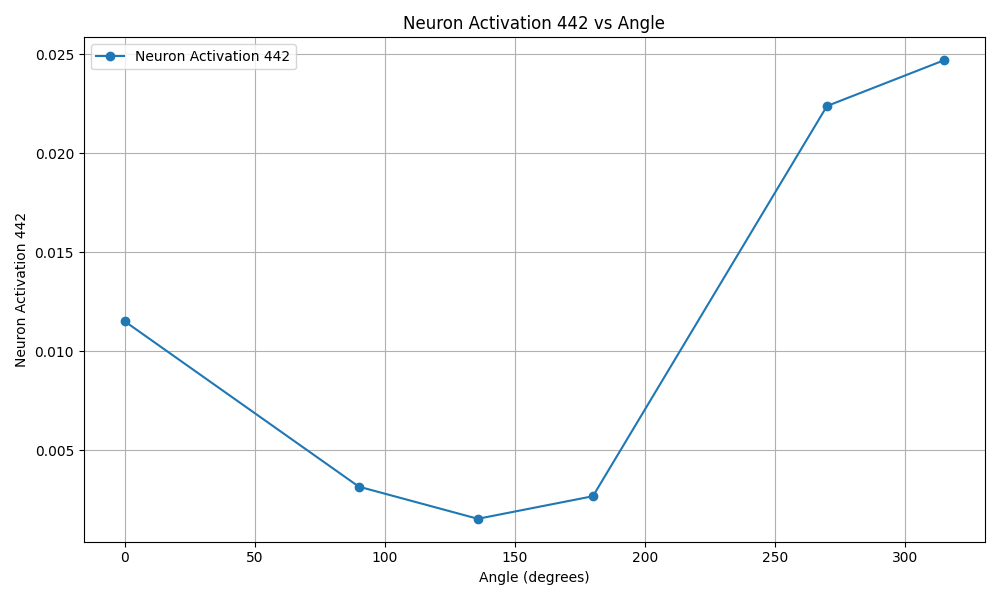 Neuron Activation 442 vs Angle
Neuron Activation 442
0.025
0.020
0.015
0.010
0.005
Neuron Activation 442
0 50 100 150 200 250 300
Angle (degrees)